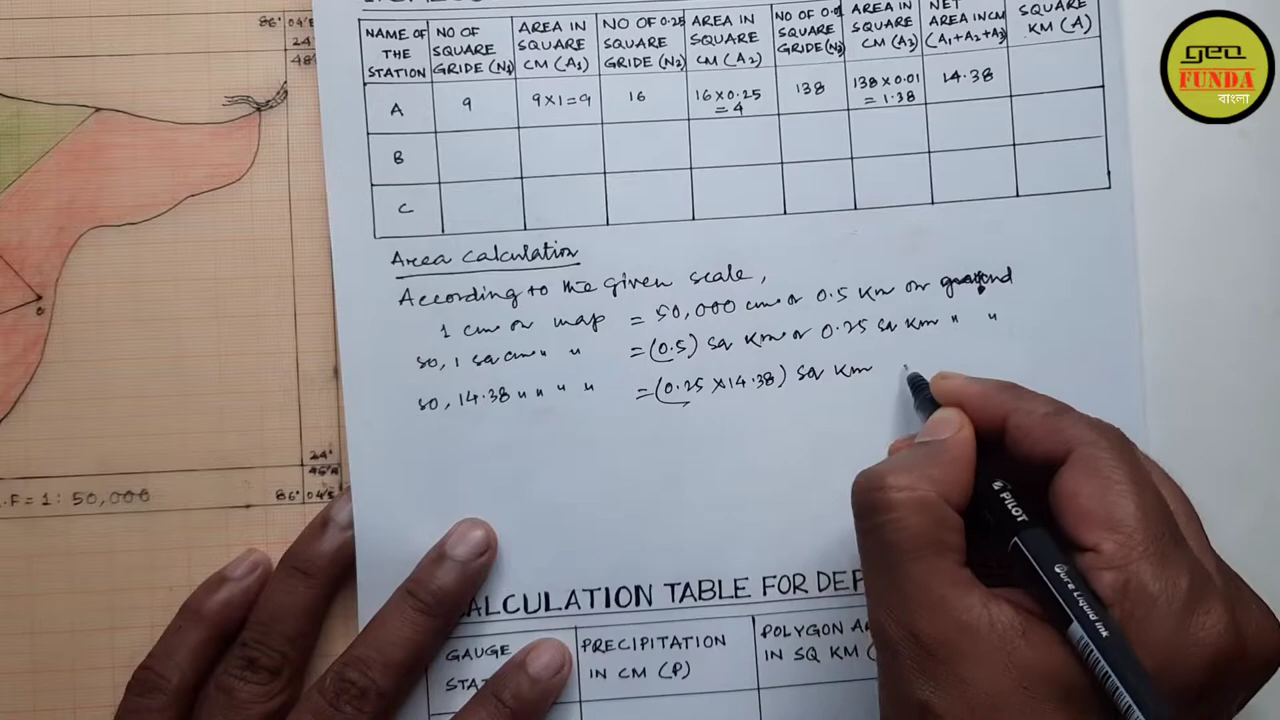 86° 04'E
24°
48'
GEO
FUNDA
বাংলা
NAME OF THE STATION
NO OF SQUARE GRIDE (N1)
AREA IN SQUARE CM (A1)
NO OF 0.25 SQUARE GRIDE (N2)
AREA IN SQUARE CM (A2)
NO OF 0.01 SQUARE GRIDE (N3)
AREA IN SQUARE CM (A3)
NET AREA IN CM (A1+A2+A3)
SQUARE KM (A)
A 9 9×1=9 16 16×0.25 =4 138 138×0.01 =1.38 14.38
B
C
Area calculation
According to the given scale,
1 cm on map = 50,000 cm or 0.5 Km on ground
so, 1 sq cm " " = (0.5) sq Km or 0.25 sq Km " "
so, 14.38 " " " " = (0.25 ×14.38) sq Km
24°
86° 04'E
.F = 1: 50,000
CALCULATION TABLE FOR DEP
GAUGE STA
PRECIPITATION IN CM (P)
POLYGON A
IN SQ KM (
PILOT
Pure Liquid ink